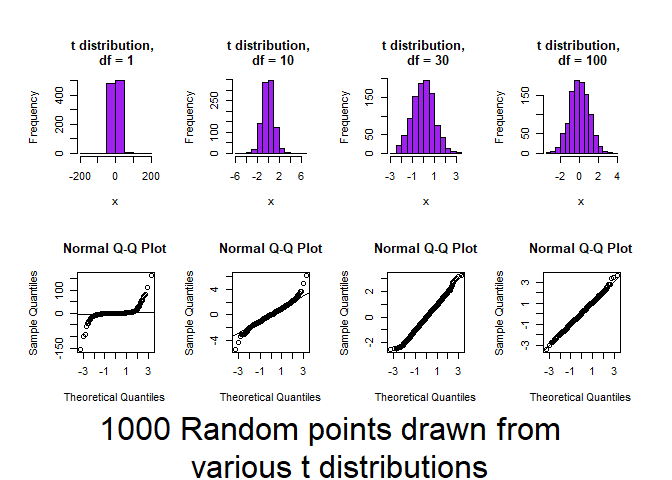 t distribution,
df = 1
t distribution,
df = 10
t distribution,
df = 30
t distribution,
df = 100
Frequency
0 200 400
-200 0 200
x
Frequency
0 150 350
-6 -2 2 6
x
Frequency
0 50 150
-3 -1 1 3
x
Frequency
0 50 150
-2 0 2 4
x
Normal Q-Q Plot
Sample Quantiles
-150 0 100
-3 -1 1 3
Theoretical Quantiles
Normal Q-Q Plot
Sample Quantiles
-4 0 4
-3 -1 1 3
Theoretical Quantiles
Normal Q-Q Plot
Sample Quantiles
-2 0 2
-3 -1 1 3
Theoretical Quantiles
Normal Q-Q Plot
Sample Quantiles
-3 -1 1 3
-3 -1 1 3
Theoretical Quantiles
1000 Random points drawn from
various t distributions